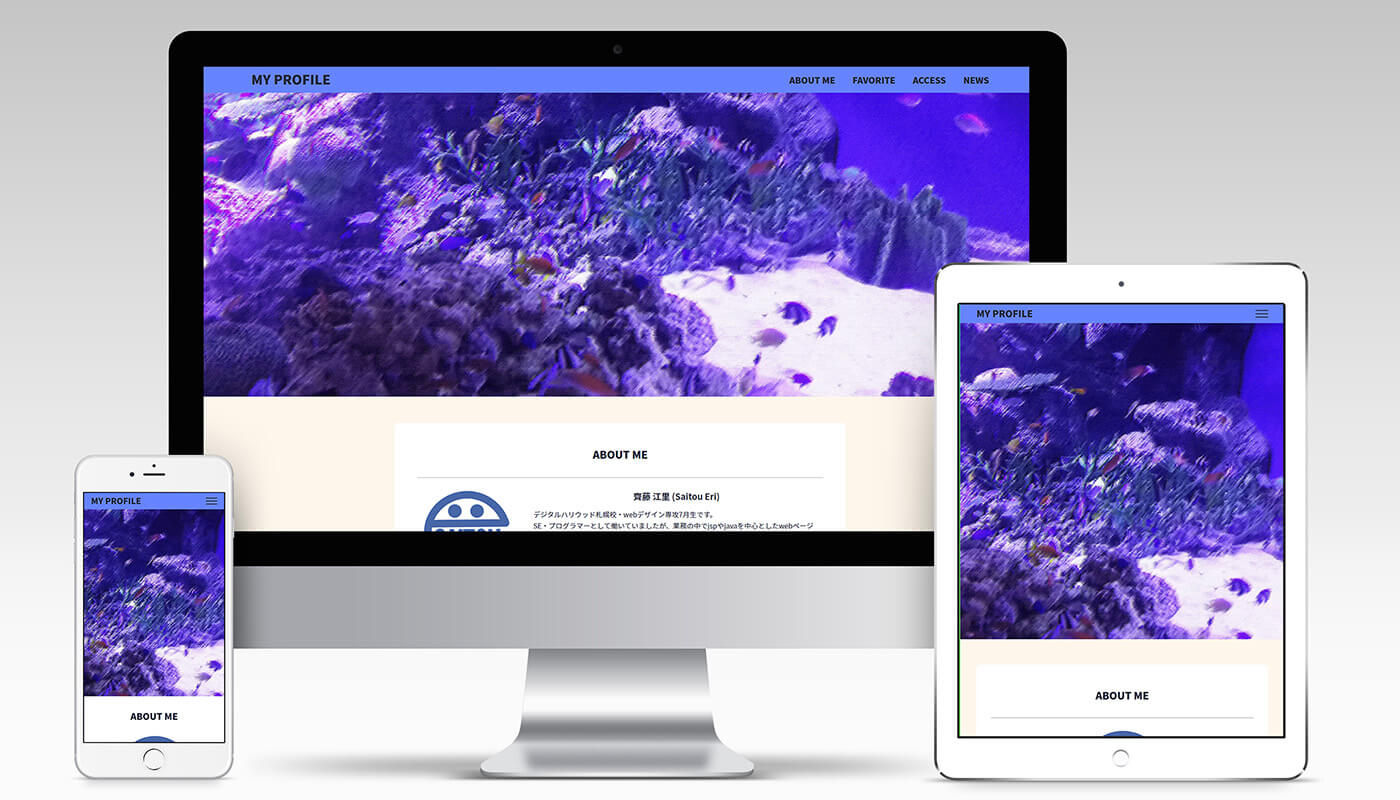 MY PROFILE
ABOUT ME FAVORITE ACCESS NEWS
ABOUT ME
齊藤 江里 (Saitou Eri)
デジタルハリウッド札幌校・webデザイン専攻7月生です。
SE・プログラマーとして働いていましたが、業務の中でjspやjavaを中心としたwebページ
MY PROFILE
ABOUT ME
MY PROFILE
ABOUT ME